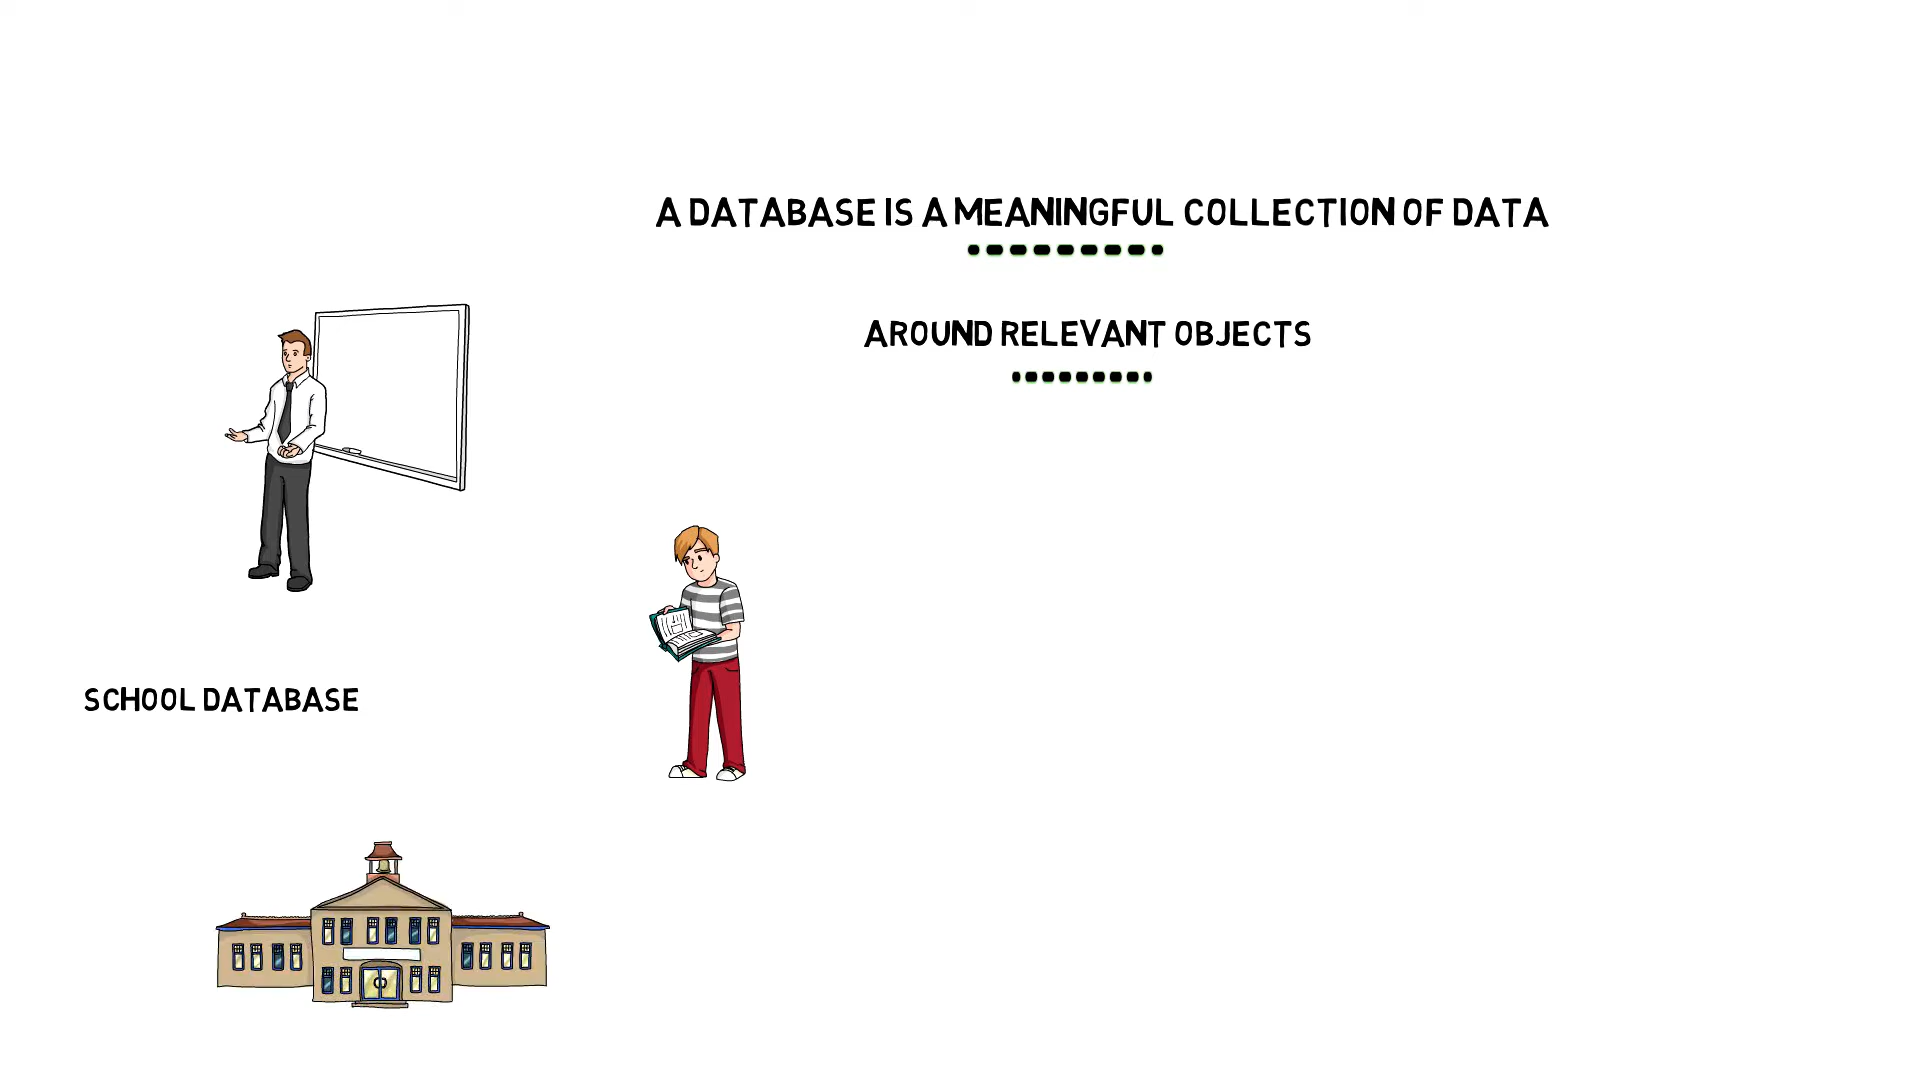 A DATABASE IS A MEANINGFUL COLLECTION OF DATA
AROUND RELEVANT OBJECTS
SCHOOL DATABASE